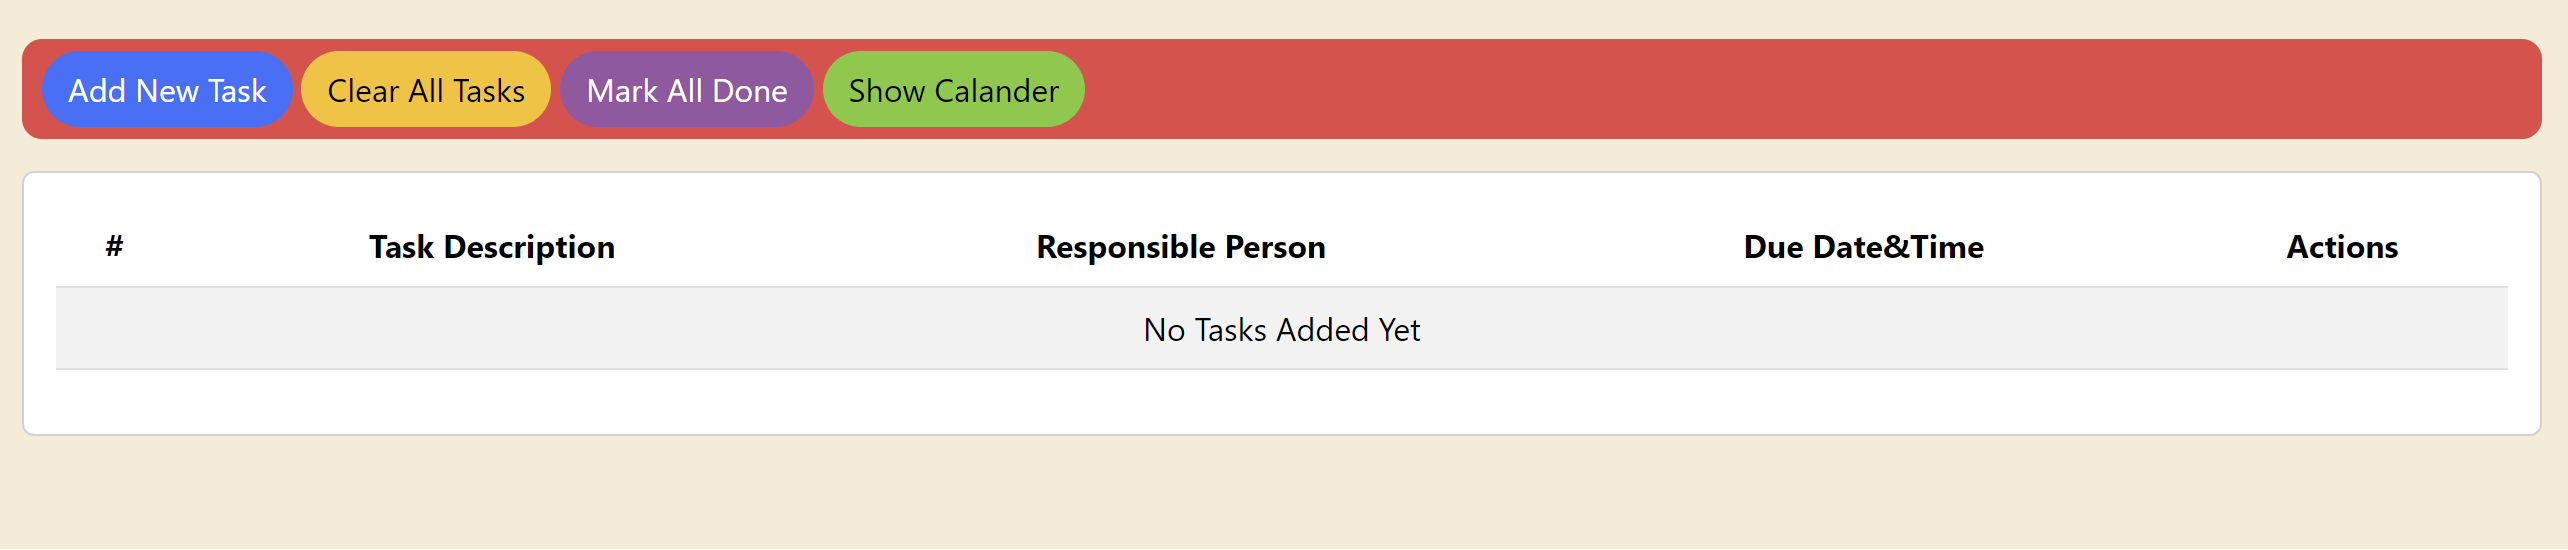 Add New Task Clear All Tasks Mark All Done Show Calander
# Task Description Responsible Person Due Date&Time Actions
No Tasks Added Yet